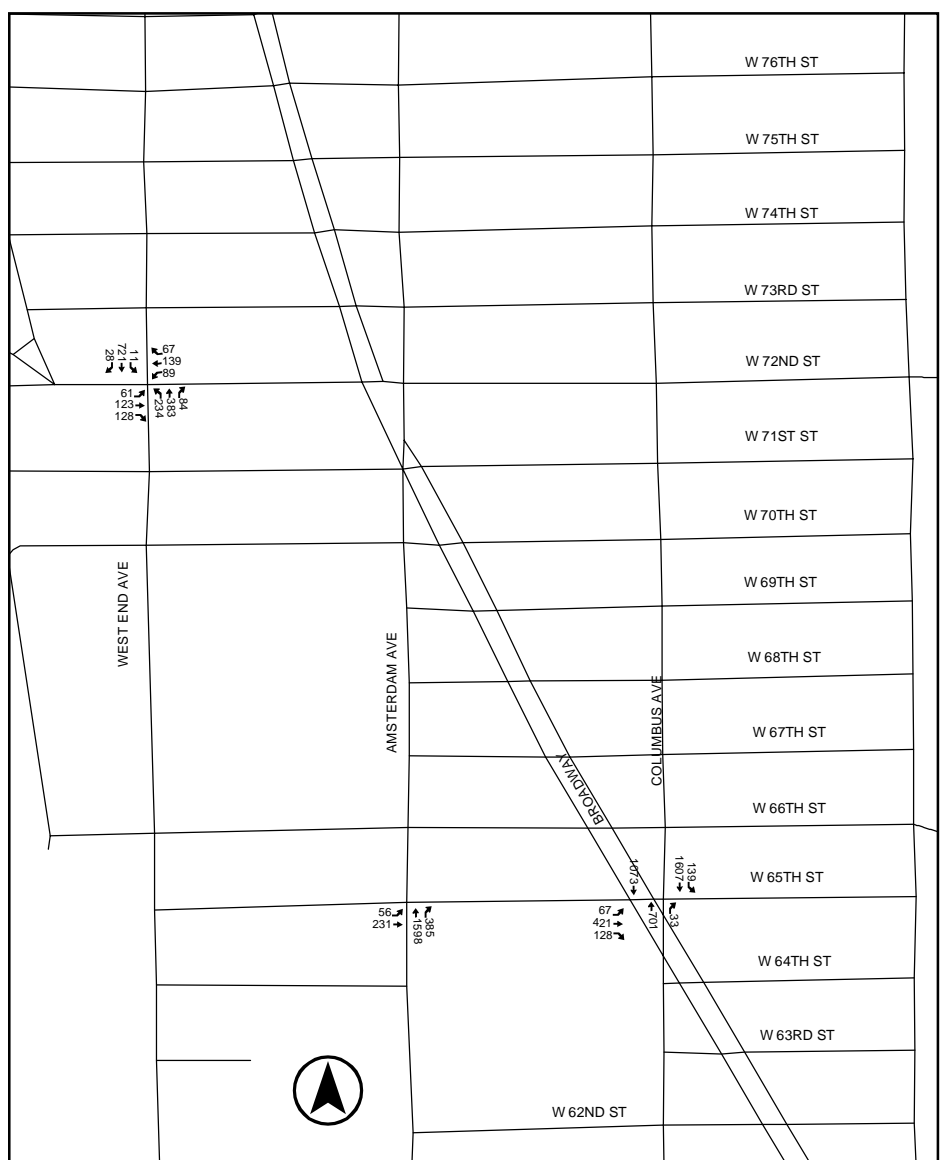 W 76TH ST
W 75TH ST
W 74TH ST
W 73RD ST
W 72ND ST
28
721
11
67
139
89
61
123
128
234
383
84
W 71ST ST
W 70TH ST
WEST END AVE
W 69TH ST
AMSTERDAM AVE
W 68TH ST
COLUMBUS AVE
W 67TH ST
BROADWAY
W 66TH ST
1073
1607
139
W 65TH ST
56
231
1598
385
67
421
128
701
33
W 64TH ST
W 63RD ST
W 62ND ST